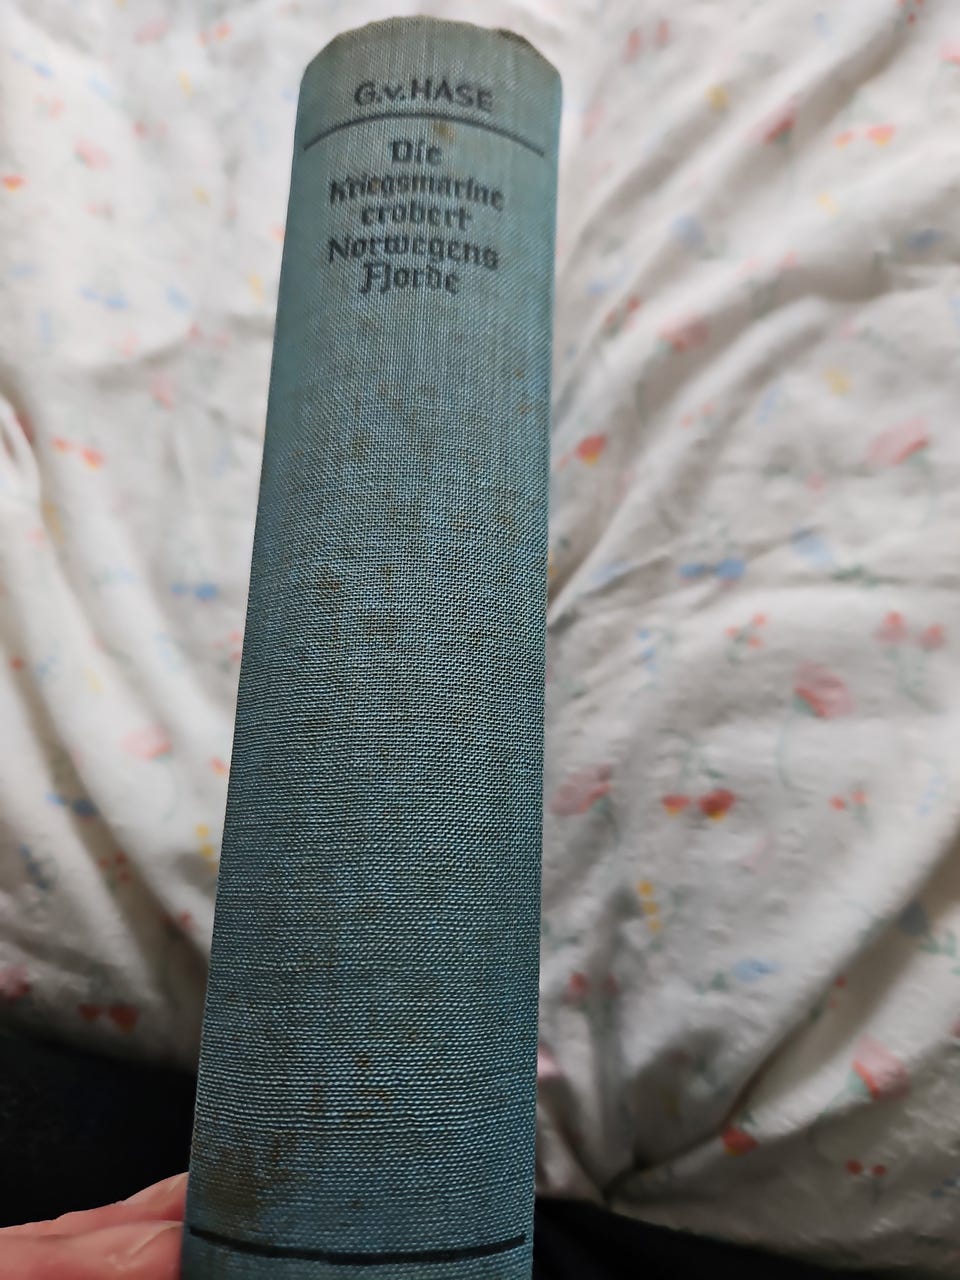 G.v.HASE
Die
Kriegsmarine
erobert
Norwegens
Fjorde